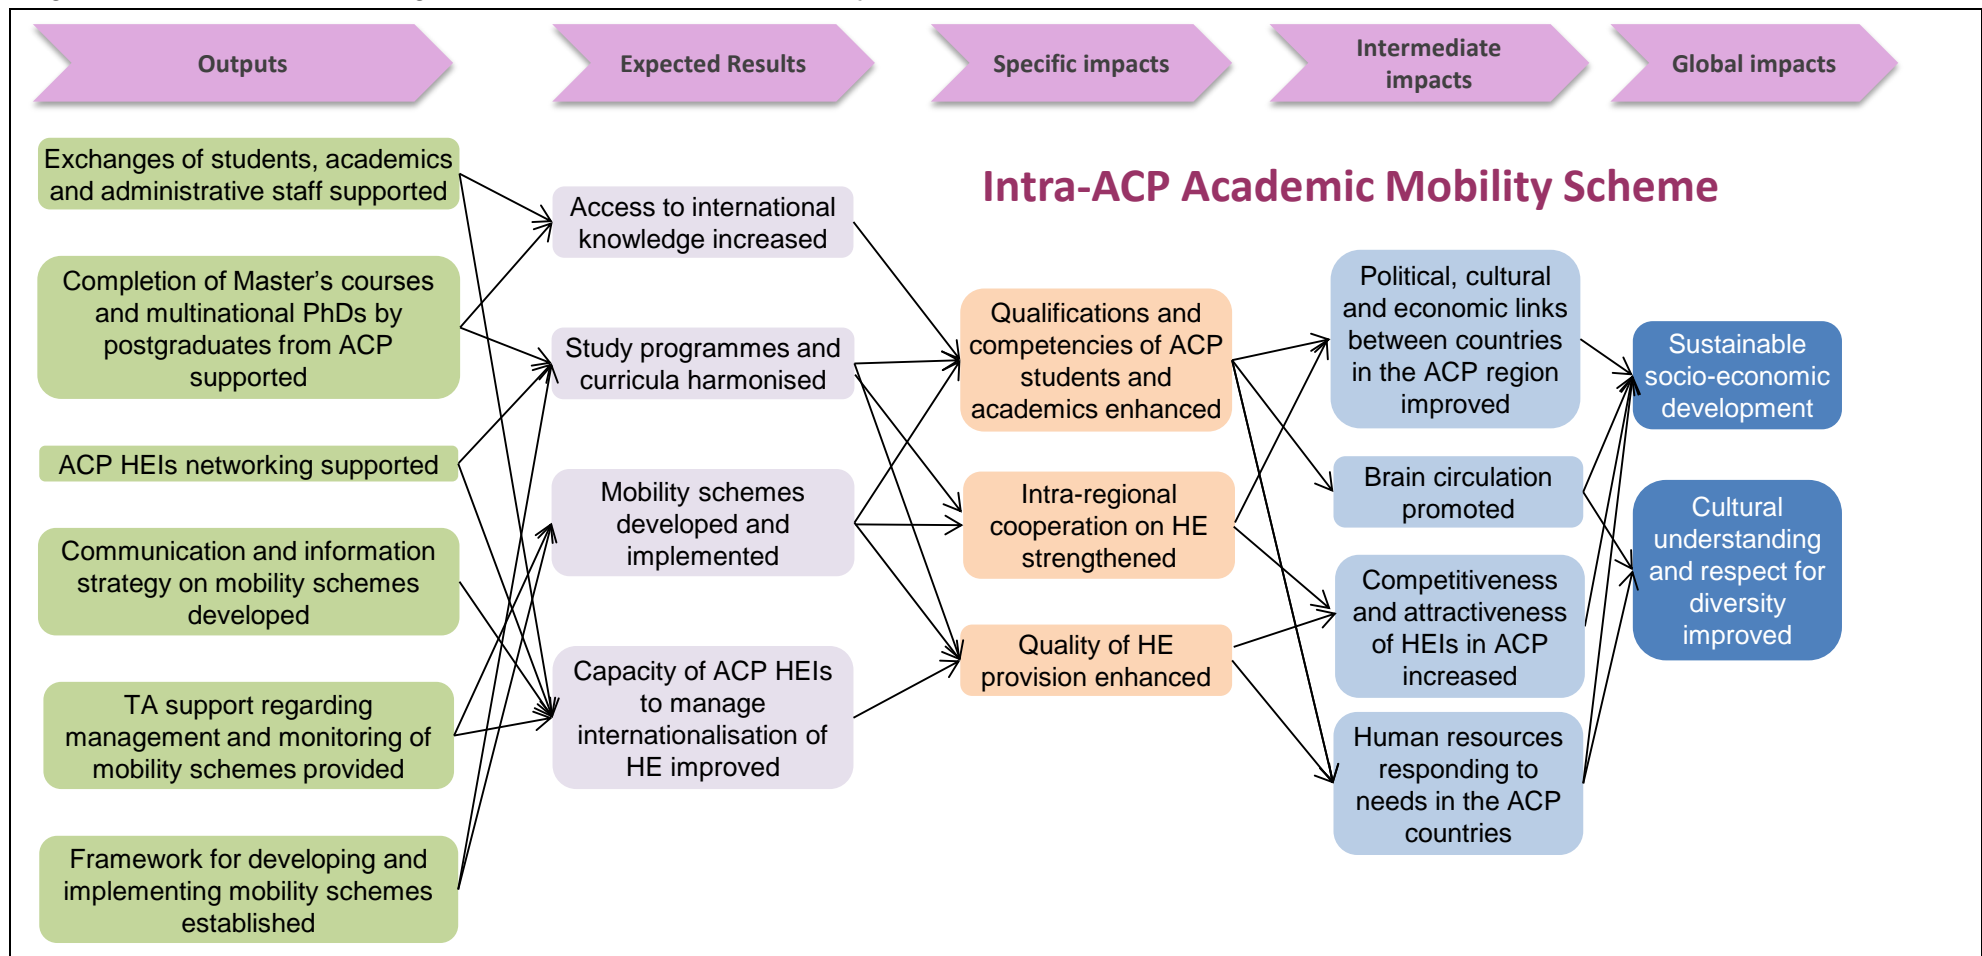 Outputs
Expected Results
Specific impacts
Intermediate
impacts
Global impacts
Intra-ACP Academic Mobility Scheme
Exchanges of students, academics
and administrative staff supported
Completion of Master's courses
and multinational PhDs by
postgraduates from ACP
supported
ACP HEIs networking supported
Communication and information
strategy on mobility schemes
developed
TA support regarding
management and monitoring of
mobility schemes provided
Framework for developing and
implementing mobility schemes
established
Access to international
knowledge increased
Study programmes and
curricula harmonised
Mobility schemes
developed and
implemented
Capacity of ACP HEIs
to manage
internationalisation of
HE improved
Qualifications and
competencies of ACP
students and
academics enhanced
Intra-regional
cooperation on HE
strengthened
Quality of HE
provision enhanced
Political, cultural
and economic links
between countries
in the ACP region
improved
Brain circulation
promoted
Competitiveness
and attractiveness
of HEIs in ACP
increased
Human resources
responding to
needs in the ACP
countries
Sustainable
socio-economic
development
Cultural
understanding
and respect for
diversity
improved